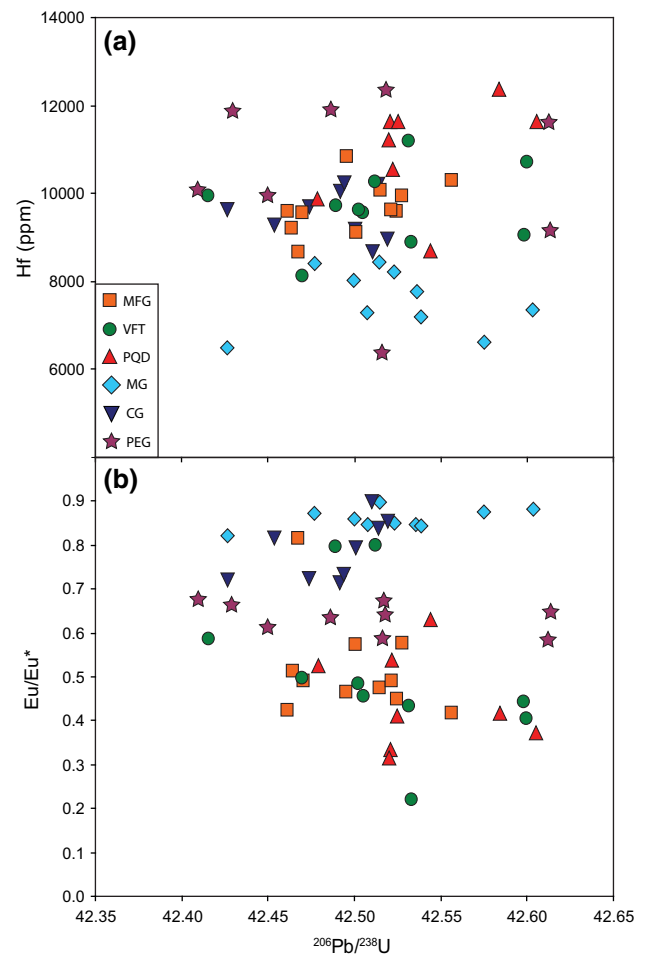 (a)
14000
12000
10000
8000
6000
Hf (ppm)
MFG
VFT
PQD
MG
CG
PEG
(b)
0.9
0.8
0.7
0.6
0.5
0.4
0.3
0.2
0.1
0.0
Eu/Eu*
42.35 42.40 42.45 42.50 42.55 42.60 42.65
²⁰⁶Pb/²³⁸U